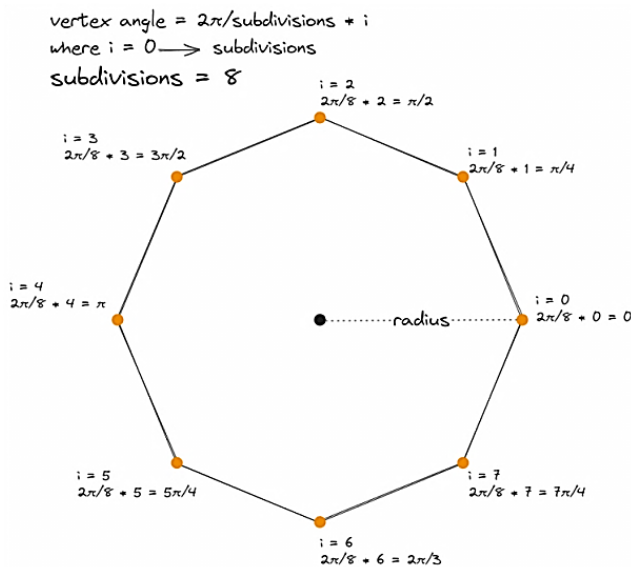 vertex angle = 2π/subdivisions * i
where i = 0 → subdivisions
subdivisions = 8
i = 2
2π/8 * 2 = π/2
i = 3
2π/8 * 3 = 3π/2
i = 1
2π/8 * 1 = π/4
i = 4
2π/8 * 4 = π
radius
i = 0
2π/8 * 0 = 0
i = 5
2π/8 * 5 = 5π/4
i = 7
2π/8 * 7 = 7π/4
i = 6
2π/8 * 6 = 2π/3